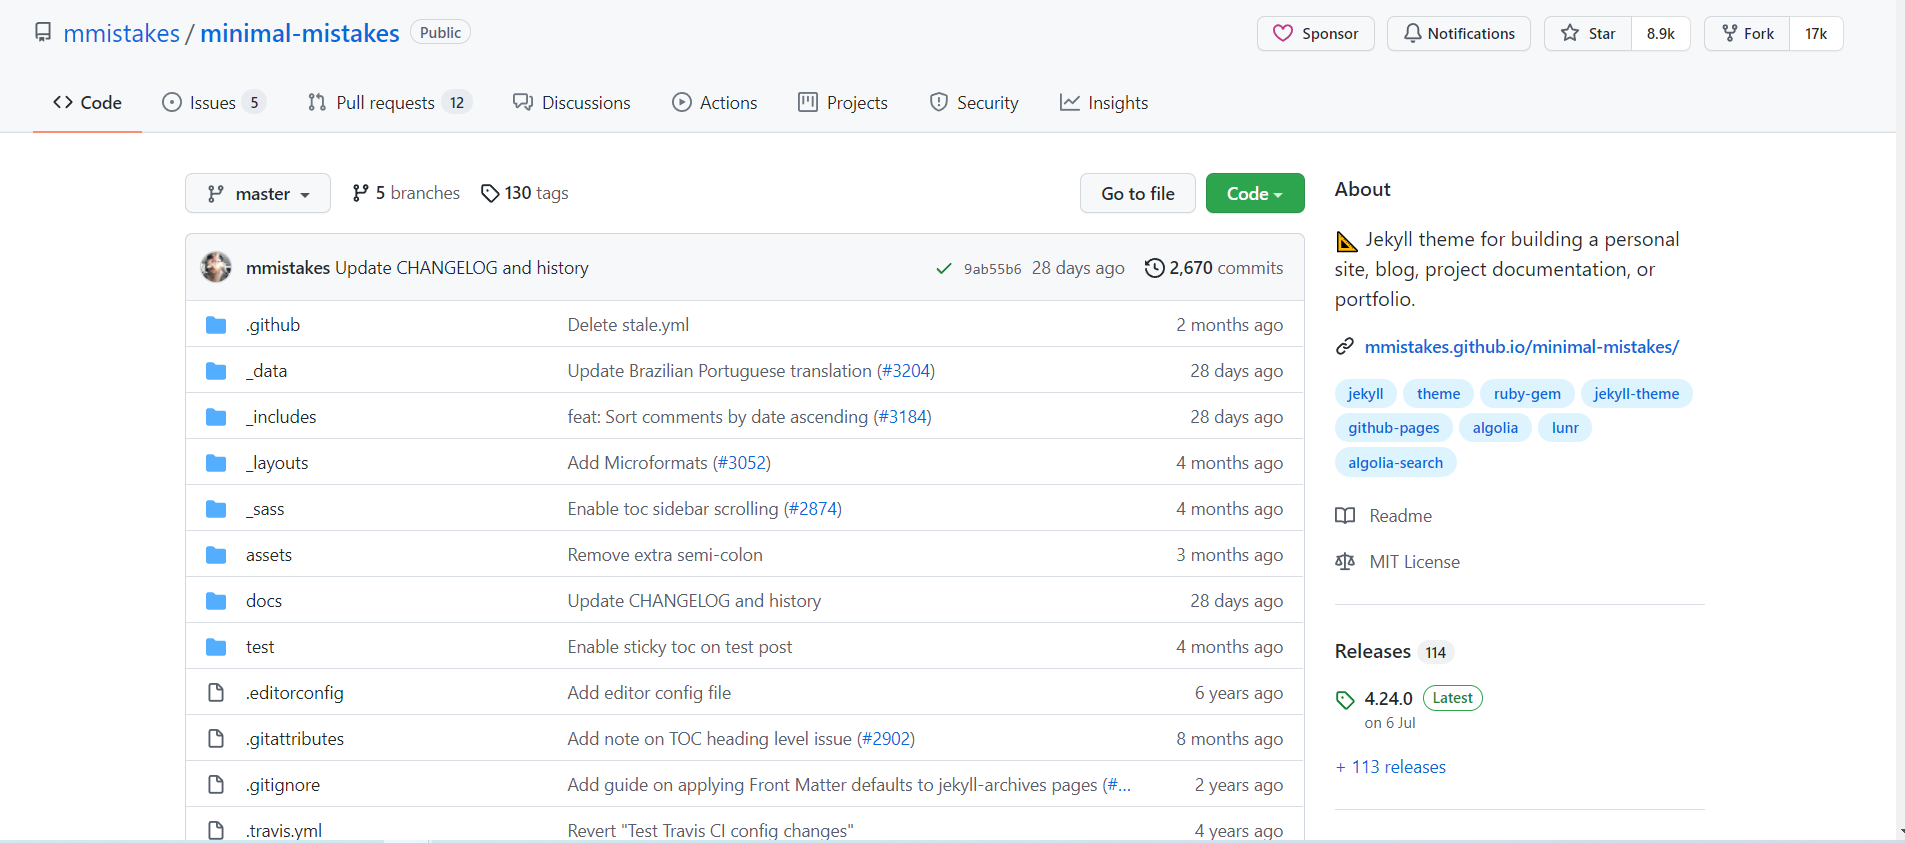 mmistakes / minimal-mistakes Public
Sponsor Notifications Star 8.9k Fork 17k
Code Issues 5 Pull requests 12 Discussions Actions Projects Security Insights
master 5 branches 130 tags Go to file Code
mmistakes Update CHANGELOG and history 9ab55b6 28 days ago 2,670 commits
.github Delete stale.yml 2 months ago
_data Update Brazilian Portuguese translation (#3204) 28 days ago
_includes feat: Sort comments by date ascending (#3184) 28 days ago
_layouts Add Microformats (#3052) 4 months ago
_sass Enable toc sidebar scrolling (#2874) 4 months ago
assets Remove extra semi-colon 3 months ago
docs Update CHANGELOG and history 28 days ago
test Enable sticky toc on test post 4 months ago
.editorconfig Add editor config file 6 years ago
.gitattributes Add note on TOC heading level issue (#2902) 8 months ago
.gitignore Add guide on applying Front Matter defaults to jekyll-archives pages (#... 2 years ago
.travis.yml Revert "Test Travis CI config changes" 4 years ago
About
Jekyll theme for building a personal
site, blog, project documentation, or
portfolio.
mmistakes.github.io/minimal-mistakes/
jekyll theme ruby-gem jekyll-theme
github-pages algolia lunr
algolia-search
Readme
MIT License
Releases 114
4.24.0 Latest
on 6 Jul
+ 113 releases